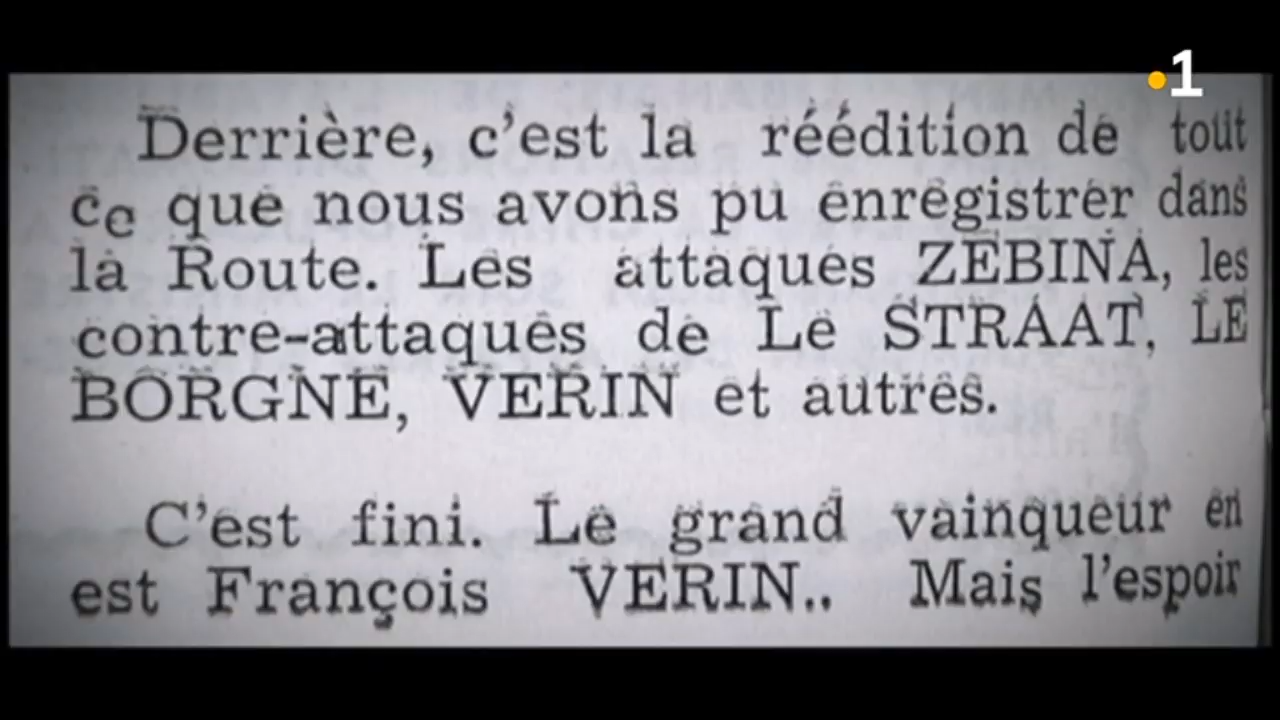 1
Derrière, c'est la réédition de tout
ce que nous avons pu enregistrer dans
la Route. Les attaques ZEBINA, les
contre-attaques de Le STRAAT, LE
BORGNE, VERIN et autres.
C'est fini. Le grand vainqueur en
est François VERIN.. Mais l'espoir